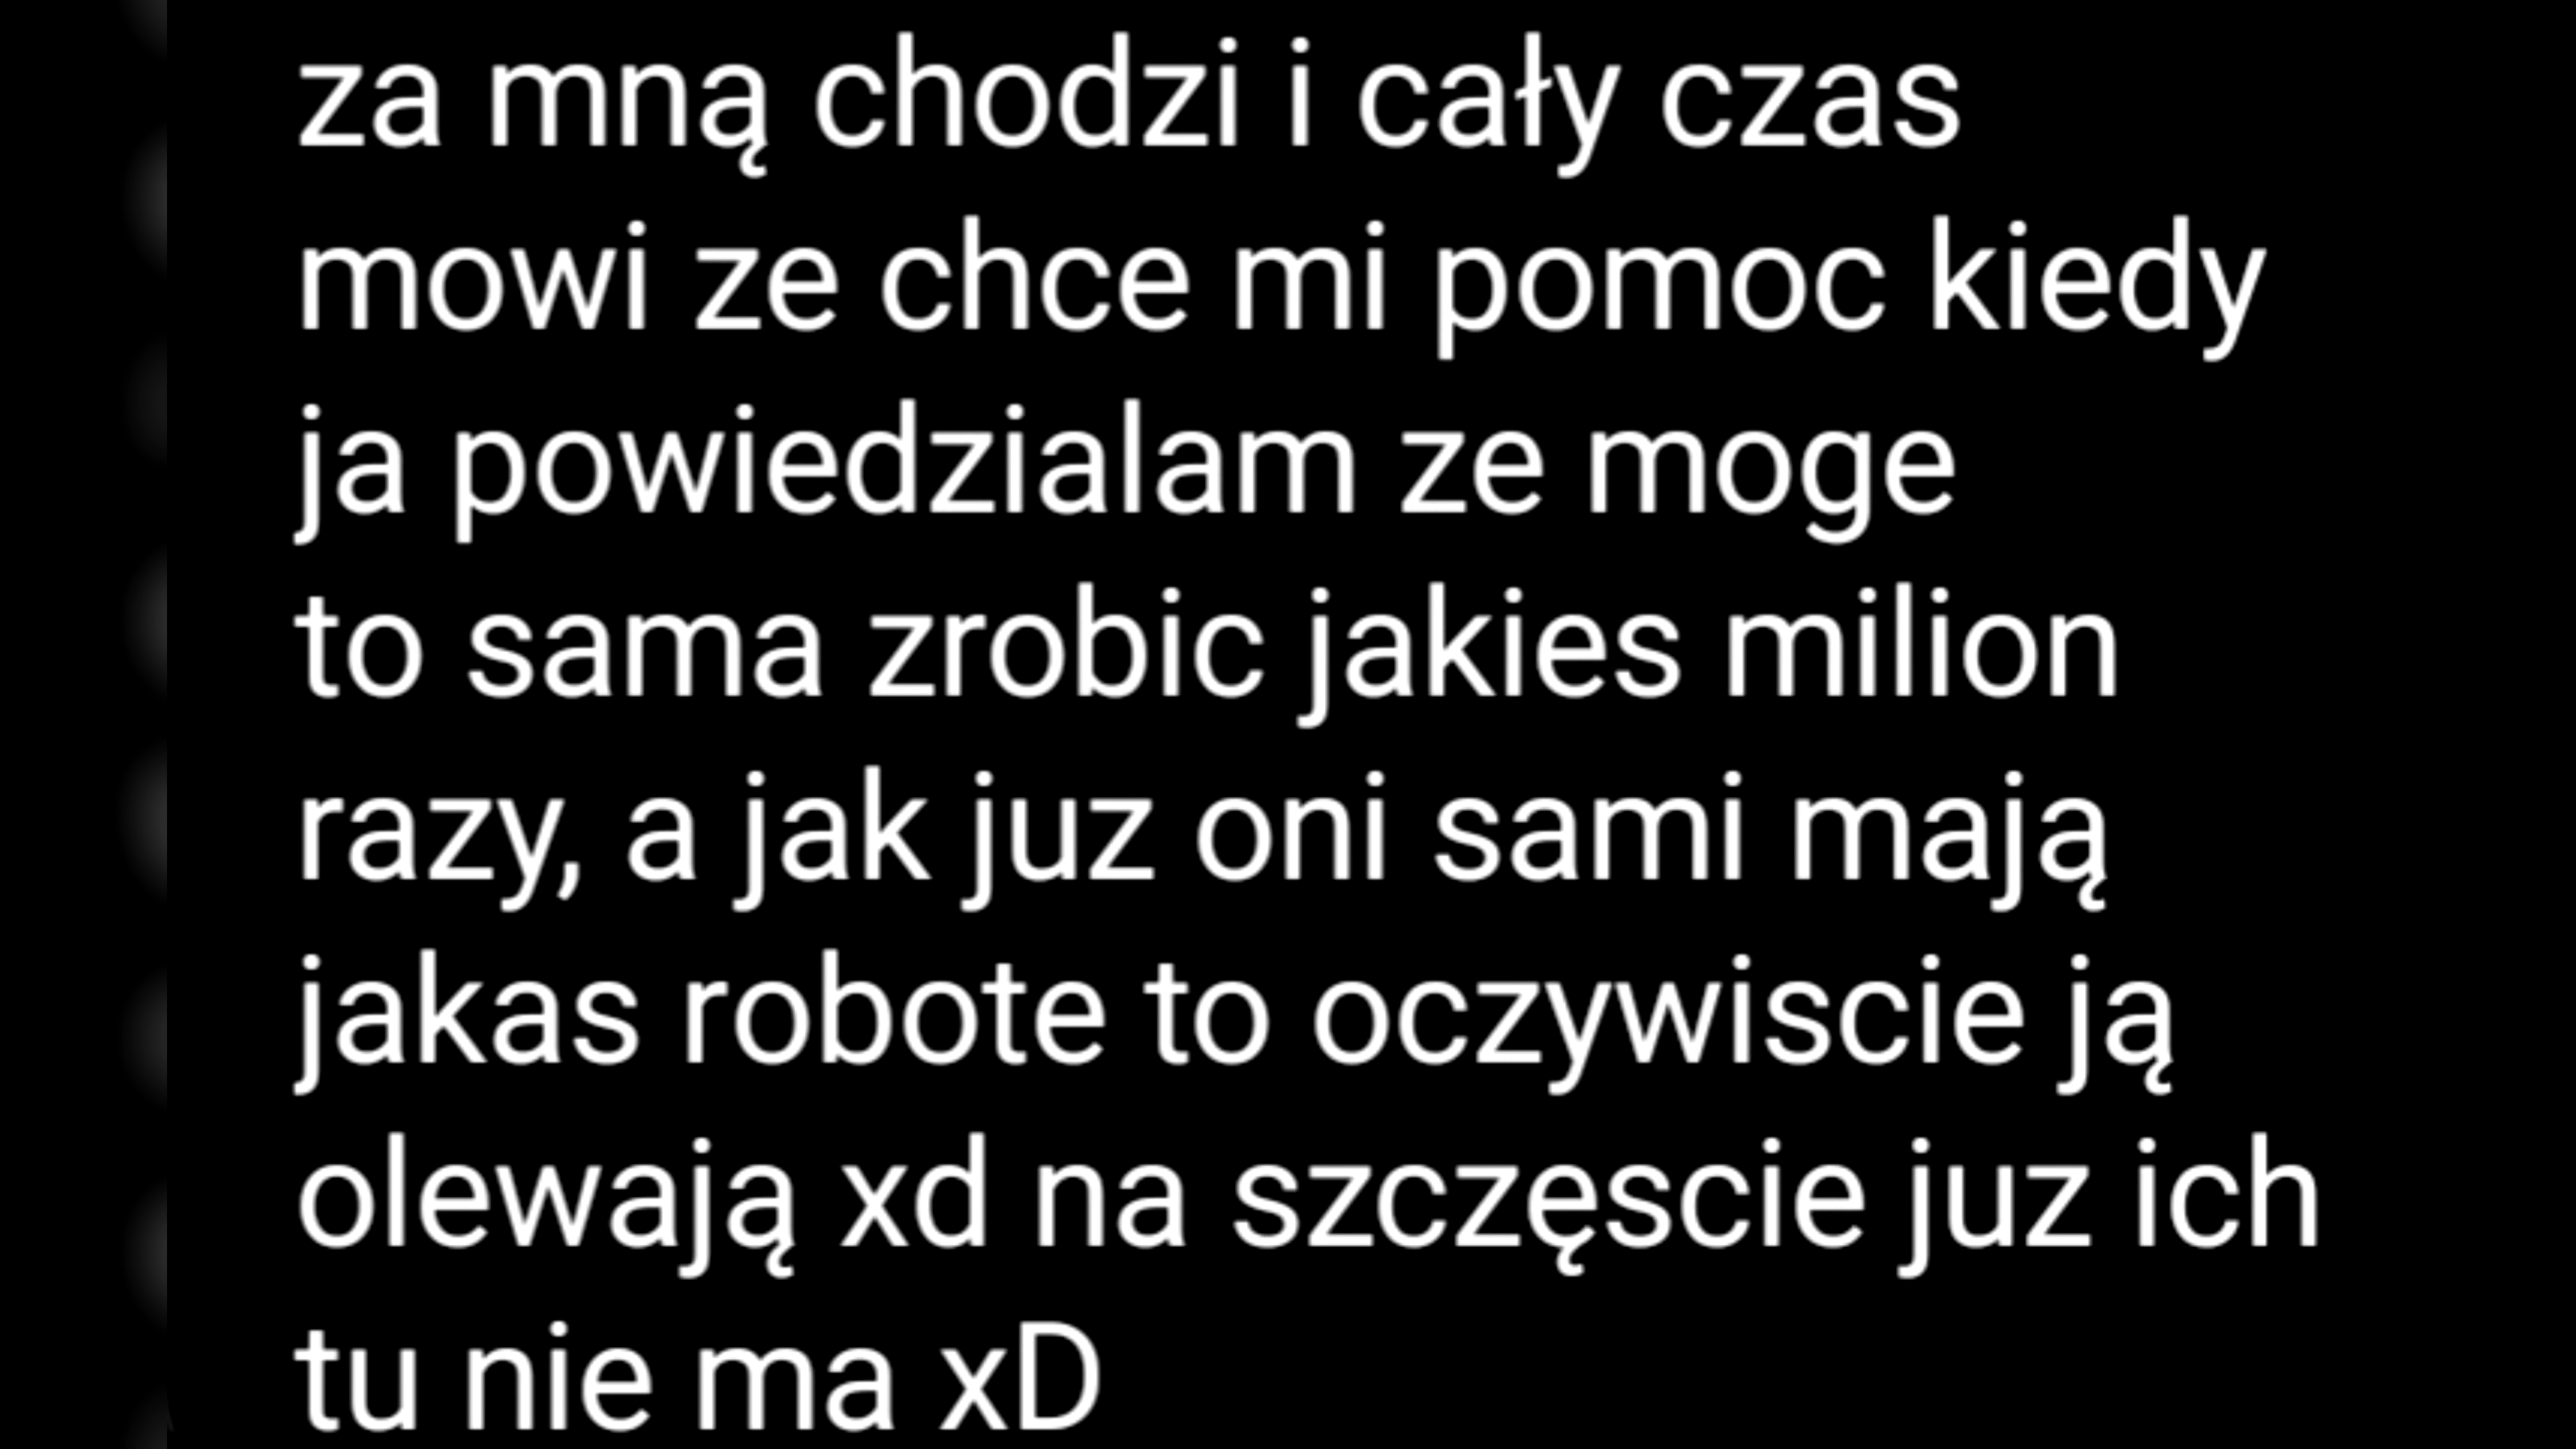 za mną chodzi i cały czas
mowi ze chce mi pomoc kiedy
ja powiedzialam ze moge
to sama zrobic jakies milion
razy, a jak juz oni sami mają
jakas robote to oczywiscie ją
olewają xd na szczęscie juz ich
tu nie ma xD